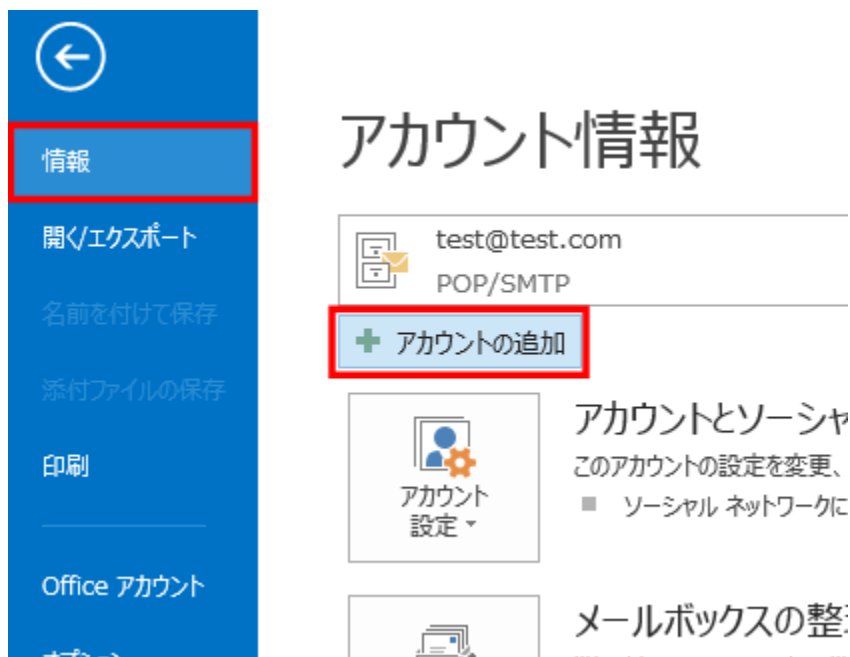 アカウント情報
情報
開く/エクスポート
名前を付けて保存
添付ファイルの保存
印刷
Office アカウント
test@test.com
POP/SMTP
アカウントの追加
アカウント
設定
アカウントとソーシャ
このアカウントの設定を変更、
ソーシャル ネットワークに
メールボックスの整